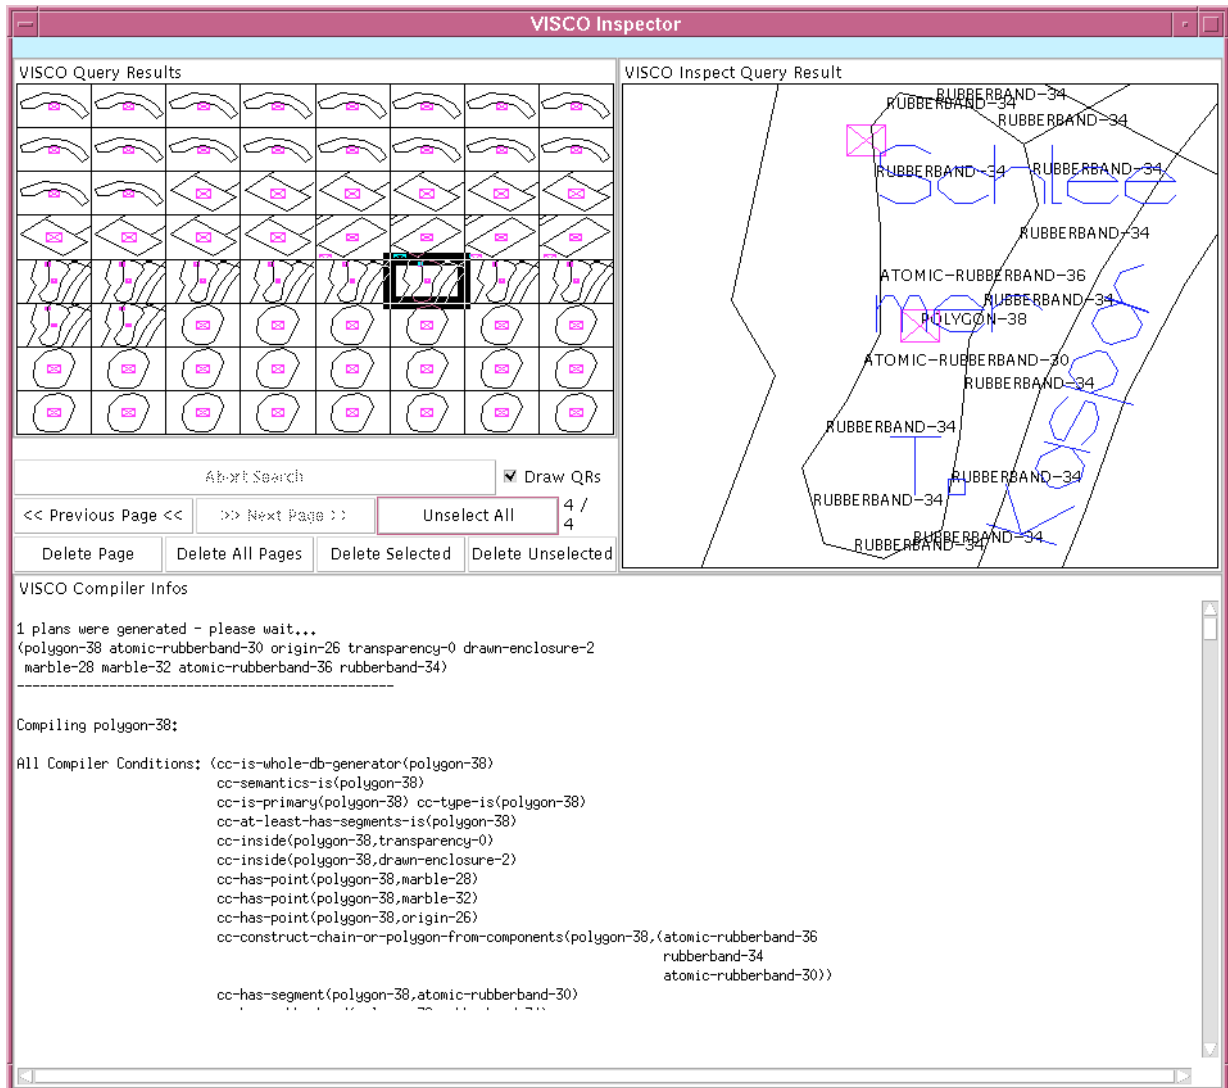 VISCO Inspector
VISCO Query Results
VISCO Inspect Query Result
RUBBERBAND-34
RUBBERBAND-34
RUBBERBAND-34
RUBBERBAND-34
RUBBERBAND-34
RUBBERBAND-34
ATOMIC-RUBBERBAND-36
RUBBERBAND-34
POLYGON-38
ATOMIC-RUBBERBAND-30
RUBBERBAND-34
RUBBERBAND-34
T
RUBBERBAND-34
RUBBERBAND-34
RUBBERBAND-34
RUBBERBAND-34
Abort Search
Draw QRs
<< Previous Page <<
>> Next Page >>
Unselect All
4 /
4
Delete Page
Delete All Pages
Delete Selected
Delete Unselected
VISCO Compiler Infos
1 plans were generated - please wait...
(polygon-38 atomic-rubberband-30 origin-26 transparency-0 drawn-enclosure-2
marble-28 marble-32 atomic-rubberband-36 rubberband-34)
-------------------------------------------------
Compiling polygon-38:
All Compiler Conditions: (cc-is-whole-db-generator(polygon-38)
cc-semantics-is(polygon-38)
cc-is-primary(polygon-38) cc-type-is(polygon-38)
cc-at-least-has-segments-is(polygon-38)
cc-inside(polygon-38,transparency-0)
cc-inside(polygon-38,drawn-enclosure-2)
cc-has-point(polygon-38,marble-28)
cc-has-point(polygon-38,marble-32)
cc-has-point(polygon-38,origin-26)
cc-construct-chain-or-polygon-from-components(polygon-38,(atomic-rubberband-36
rubberband-34
atomic-rubberband-30))
cc-has-segment(polygon-38,atomic-rubberband-30)